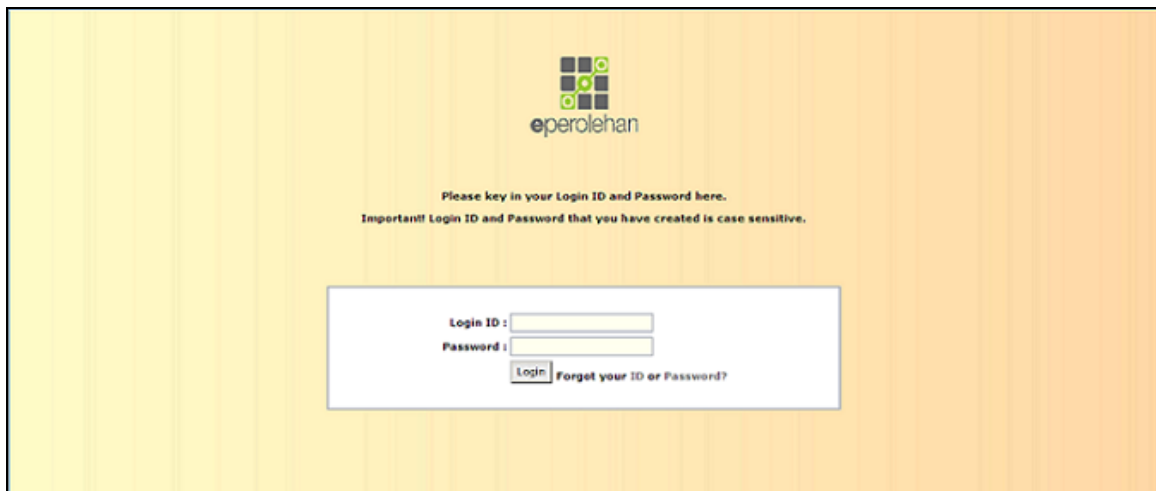 eperolehan
Please key in your Login ID and Password here.
Important! Login ID and Password that you have created is case sensitive.
Login ID :
Password :
Login Forgot your ID or Password?